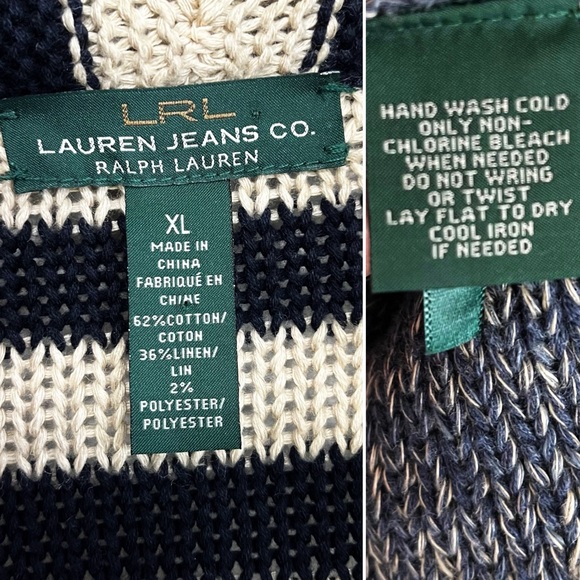 LRL
LAUREN JEANS CO.
RALPH LAUREN
XL
MADE IN
CHINA
FABRIQUÉ EN
CHINE
62%COTTON/
COTON
36%LINEN/
LIN
2%
POLYESTER/
POLYESTER
HAND WASH COLD
ONLY NON-
CHLORINE BLEACH
WHEN NEEDED
DO NOT WRING
OR TWIST
LAY FLAT TO DRY
COOL IRON
IF NEEDED